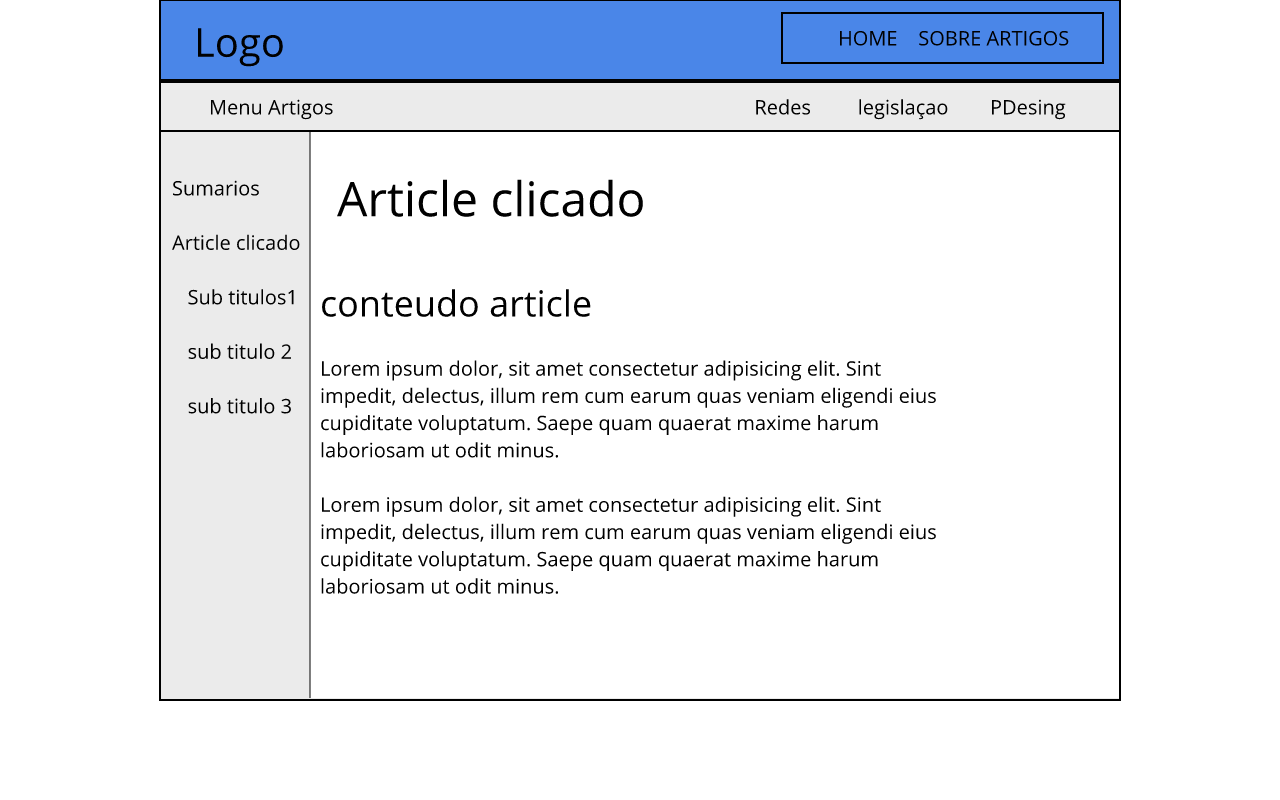 Logo
HOME SOBRE ARTIGOS
Menu Artigos
Redes legislaçao PDesing
Sumarios
Article clicado
Sub titulos1
sub titulo 2
sub titulo 3
Article clicado
conteudo article
Lorem ipsum dolor, sit amet consectetur adipisicing elit. Sint
impedit, delectus, illum rem cum earum quas veniam eligendi eius
cupiditate voluptatum. Saepe quam quaerat maxime harum
laboriosam ut odit minus.
Lorem ipsum dolor, sit amet consectetur adipisicing elit. Sint
impedit, delectus, illum rem cum earum quas veniam eligendi eius
cupiditate voluptatum. Saepe quam quaerat maxime harum
laboriosam ut odit minus.